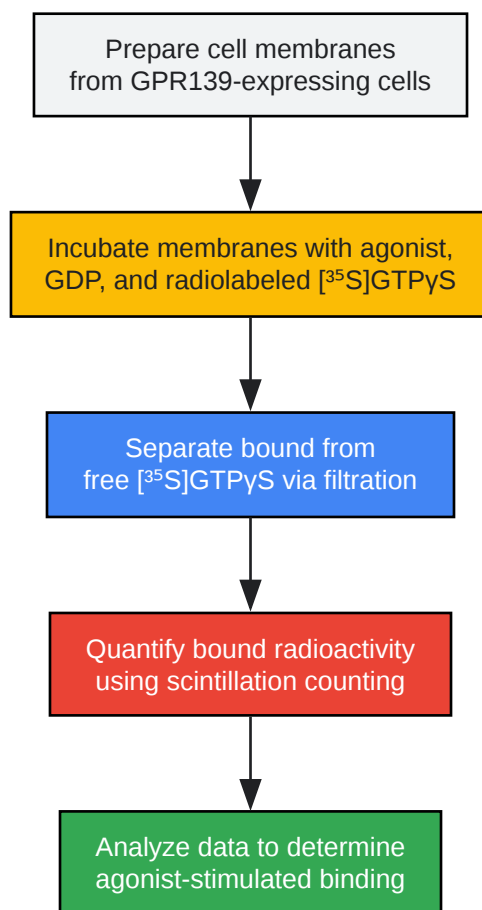 Prepare cell membranes
from GPR139-expressing cells
Incubate membranes with agonist,
GDP, and radiolabeled [³⁵S]GTPγS
Separate bound from
free [³⁵S]GTPγS via filtration
Quantify bound radioactivity
using scintillation counting
Analyze data to determine
agonist-stimulated binding